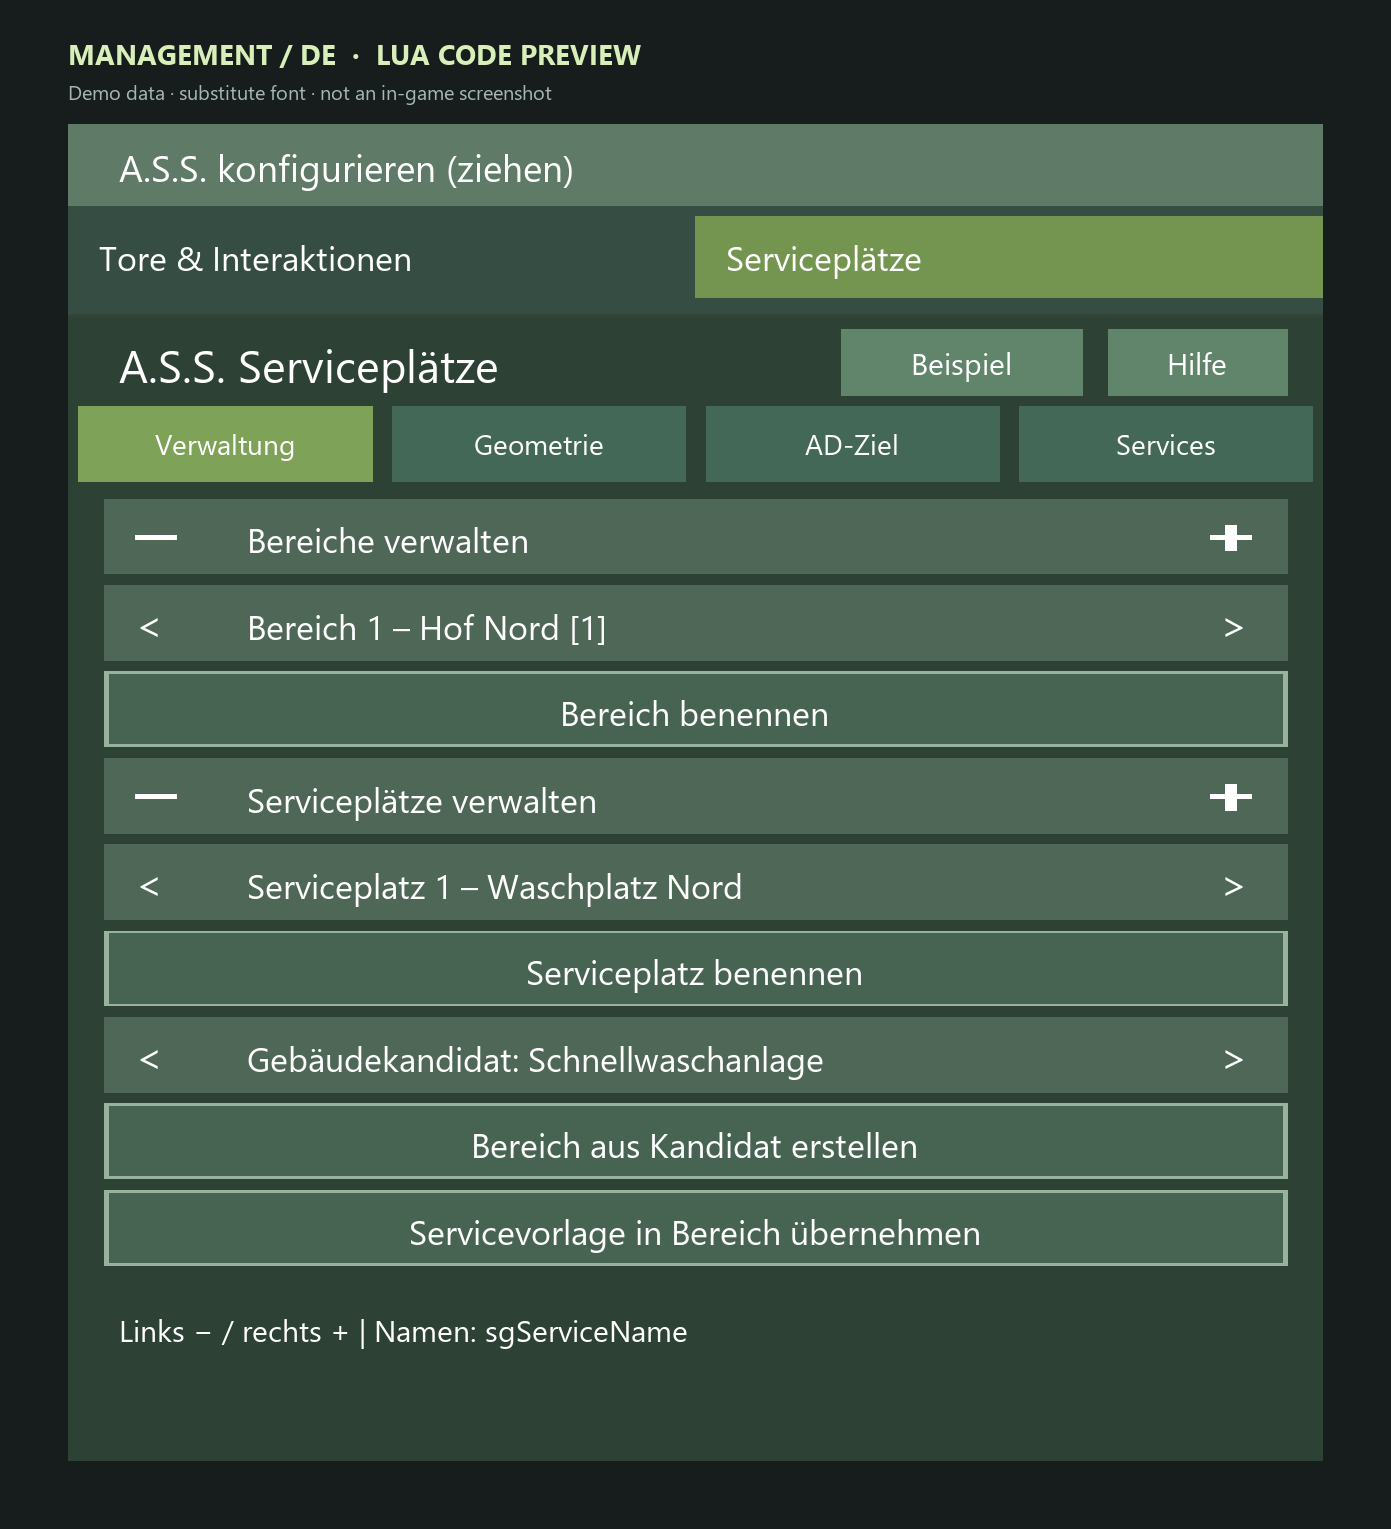 MANAGEMENT / DE · LUA CODE PREVIEW
Demo data · substitute font · not an in-game screenshot
A.S.S. konfigurieren (ziehen)
Tore & Interaktionen Serviceplätze
A.S.S. Serviceplätze Beispiel Hilfe
Verwaltung Geometrie AD-Ziel Services
— Bereiche verwalten +
< Bereich 1 – Hof Nord [1] >
Bereich benennen
— Serviceplätze verwalten +
< Serviceplatz 1 – Waschplatz Nord >
Serviceplatz benennen
< Gebäudekandidat: Schnellwaschanlage >
Bereich aus Kandidat erstellen
Servicevorlage in Bereich übernehmen
Links − / rechts + | Namen: sgServiceName